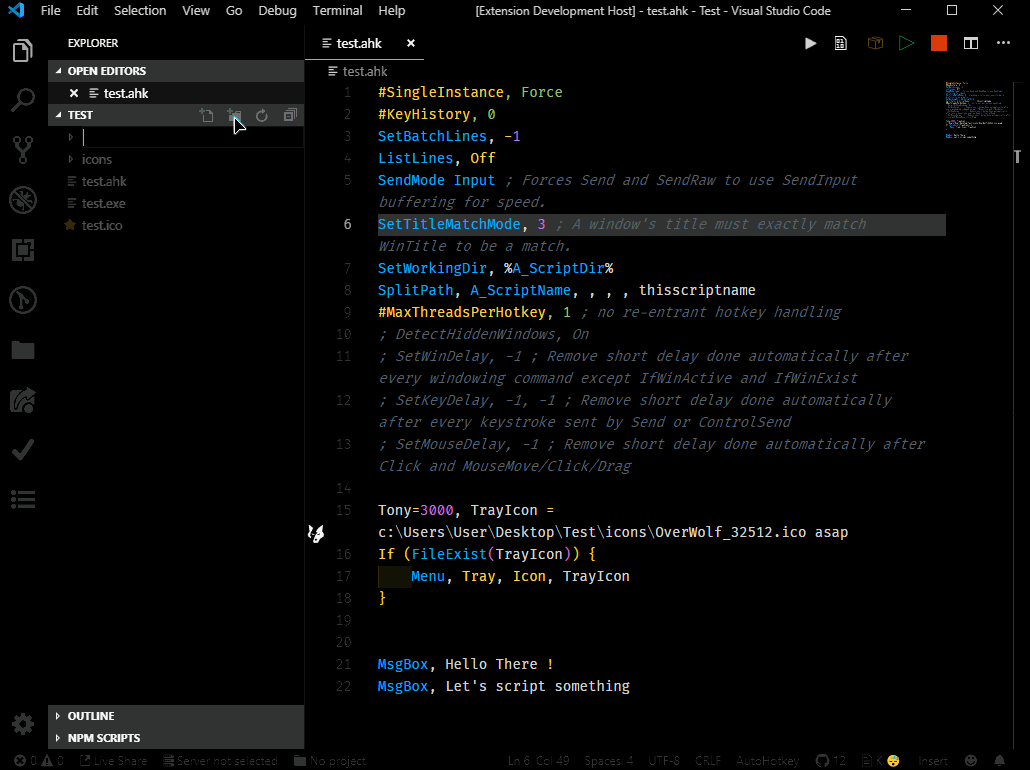 File Edit Selection View Go Debug Terminal Help [Extension Development Host] - test.ahk - Test - Visual Studio Code
EXPLORER
OPEN EDITORS
test.ahk
TEST
icons
test.ahk
test.exe
test.ico
OUTLINE
NPM SCRIPTS
test.ahk
test.ahk
1 #SingleInstance, Force
2 #KeyHistory, 0
3 SetBatchLines, -1
4 ListLines, Off
5 SendMode Input ; Forces Send and SendRaw to use SendInput
buffering for speed.
6 SetTitleMatchMode, 3 ; A window's title must exactly match
WinTitle to be a match.
7 SetWorkingDir, %A_ScriptDir%
8 SplitPath, A_ScriptName, , , , thisscriptname
9 #MaxThreadsPerHotkey, 1 ; no re-entrant hotkey handling
10 ; DetectHiddenWindows, On
11 ; SetWinDelay, -1 ; Remove short delay done automatically after
every windowing command except IfWinActive and IfWinExist
12 ; SetKeyDelay, -1, -1 ; Remove short delay done automatically
after every keystroke sent by Send or ControlSend
13 ; SetMouseDelay, -1 ; Remove short delay done automatically after
Click and MouseMove/Click/Drag
14
15 Tony=3000, TrayIcon =
c:\Users\User\Desktop\Test\icons\OverWolf_32512.ico asap
16 If (FileExist(TrayIcon)) {
17 Menu, Tray, Icon, TrayIcon
18 }
19
20
21 MsgBox, Hello There !
22 MsgBox, Let's script something
T
0 0 Live Share Server not selected No project Ln 6 Col 49 Spaces: 4 UTF-8 CRLF AutoHotkey 12 K Insert